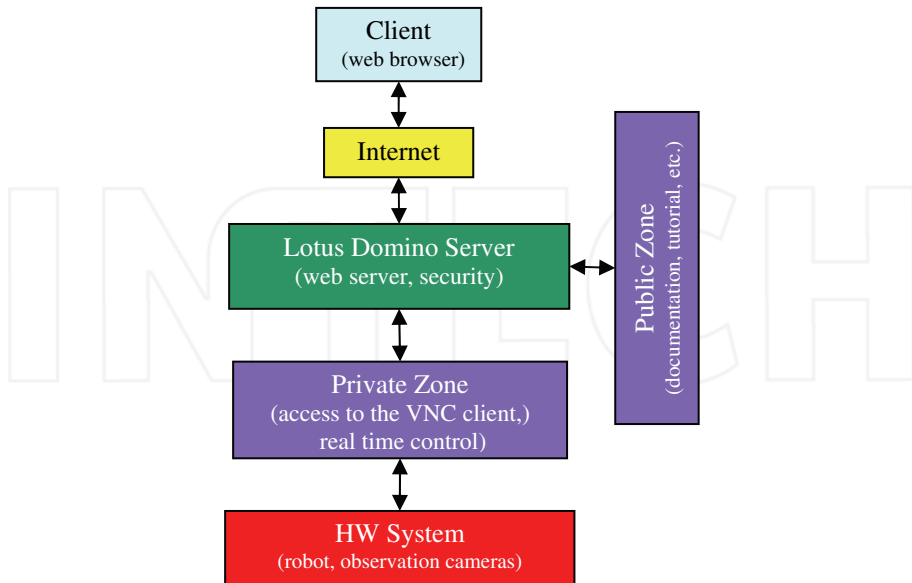 Client
(web browser)
Internet
Lotus Domino Server
(web server, security)
Public Zone
(documentation, tutorial, etc.)
Private Zone
(access to the VNC client,)
real time control)
HW System
(robot, observation cameras)
INTECH